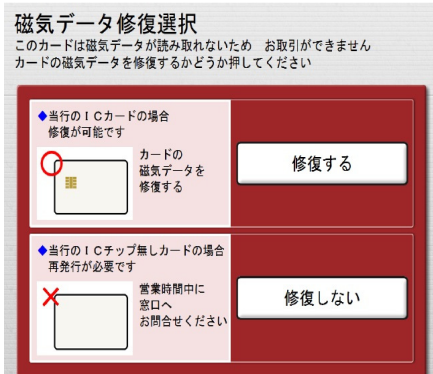 磁気データ修復選択
このカードは磁気データが読み取れないため　お取引ができません
カードの磁気データを修復するかどうか押してください
◆当行のICカードの場合
修復が可能です
カードの
磁気データを
修復する
修復する
◆当行のICチップ無しカードの場合
再発行が必要です
営業時間中に
窓口へ
お問合せください
修復しない